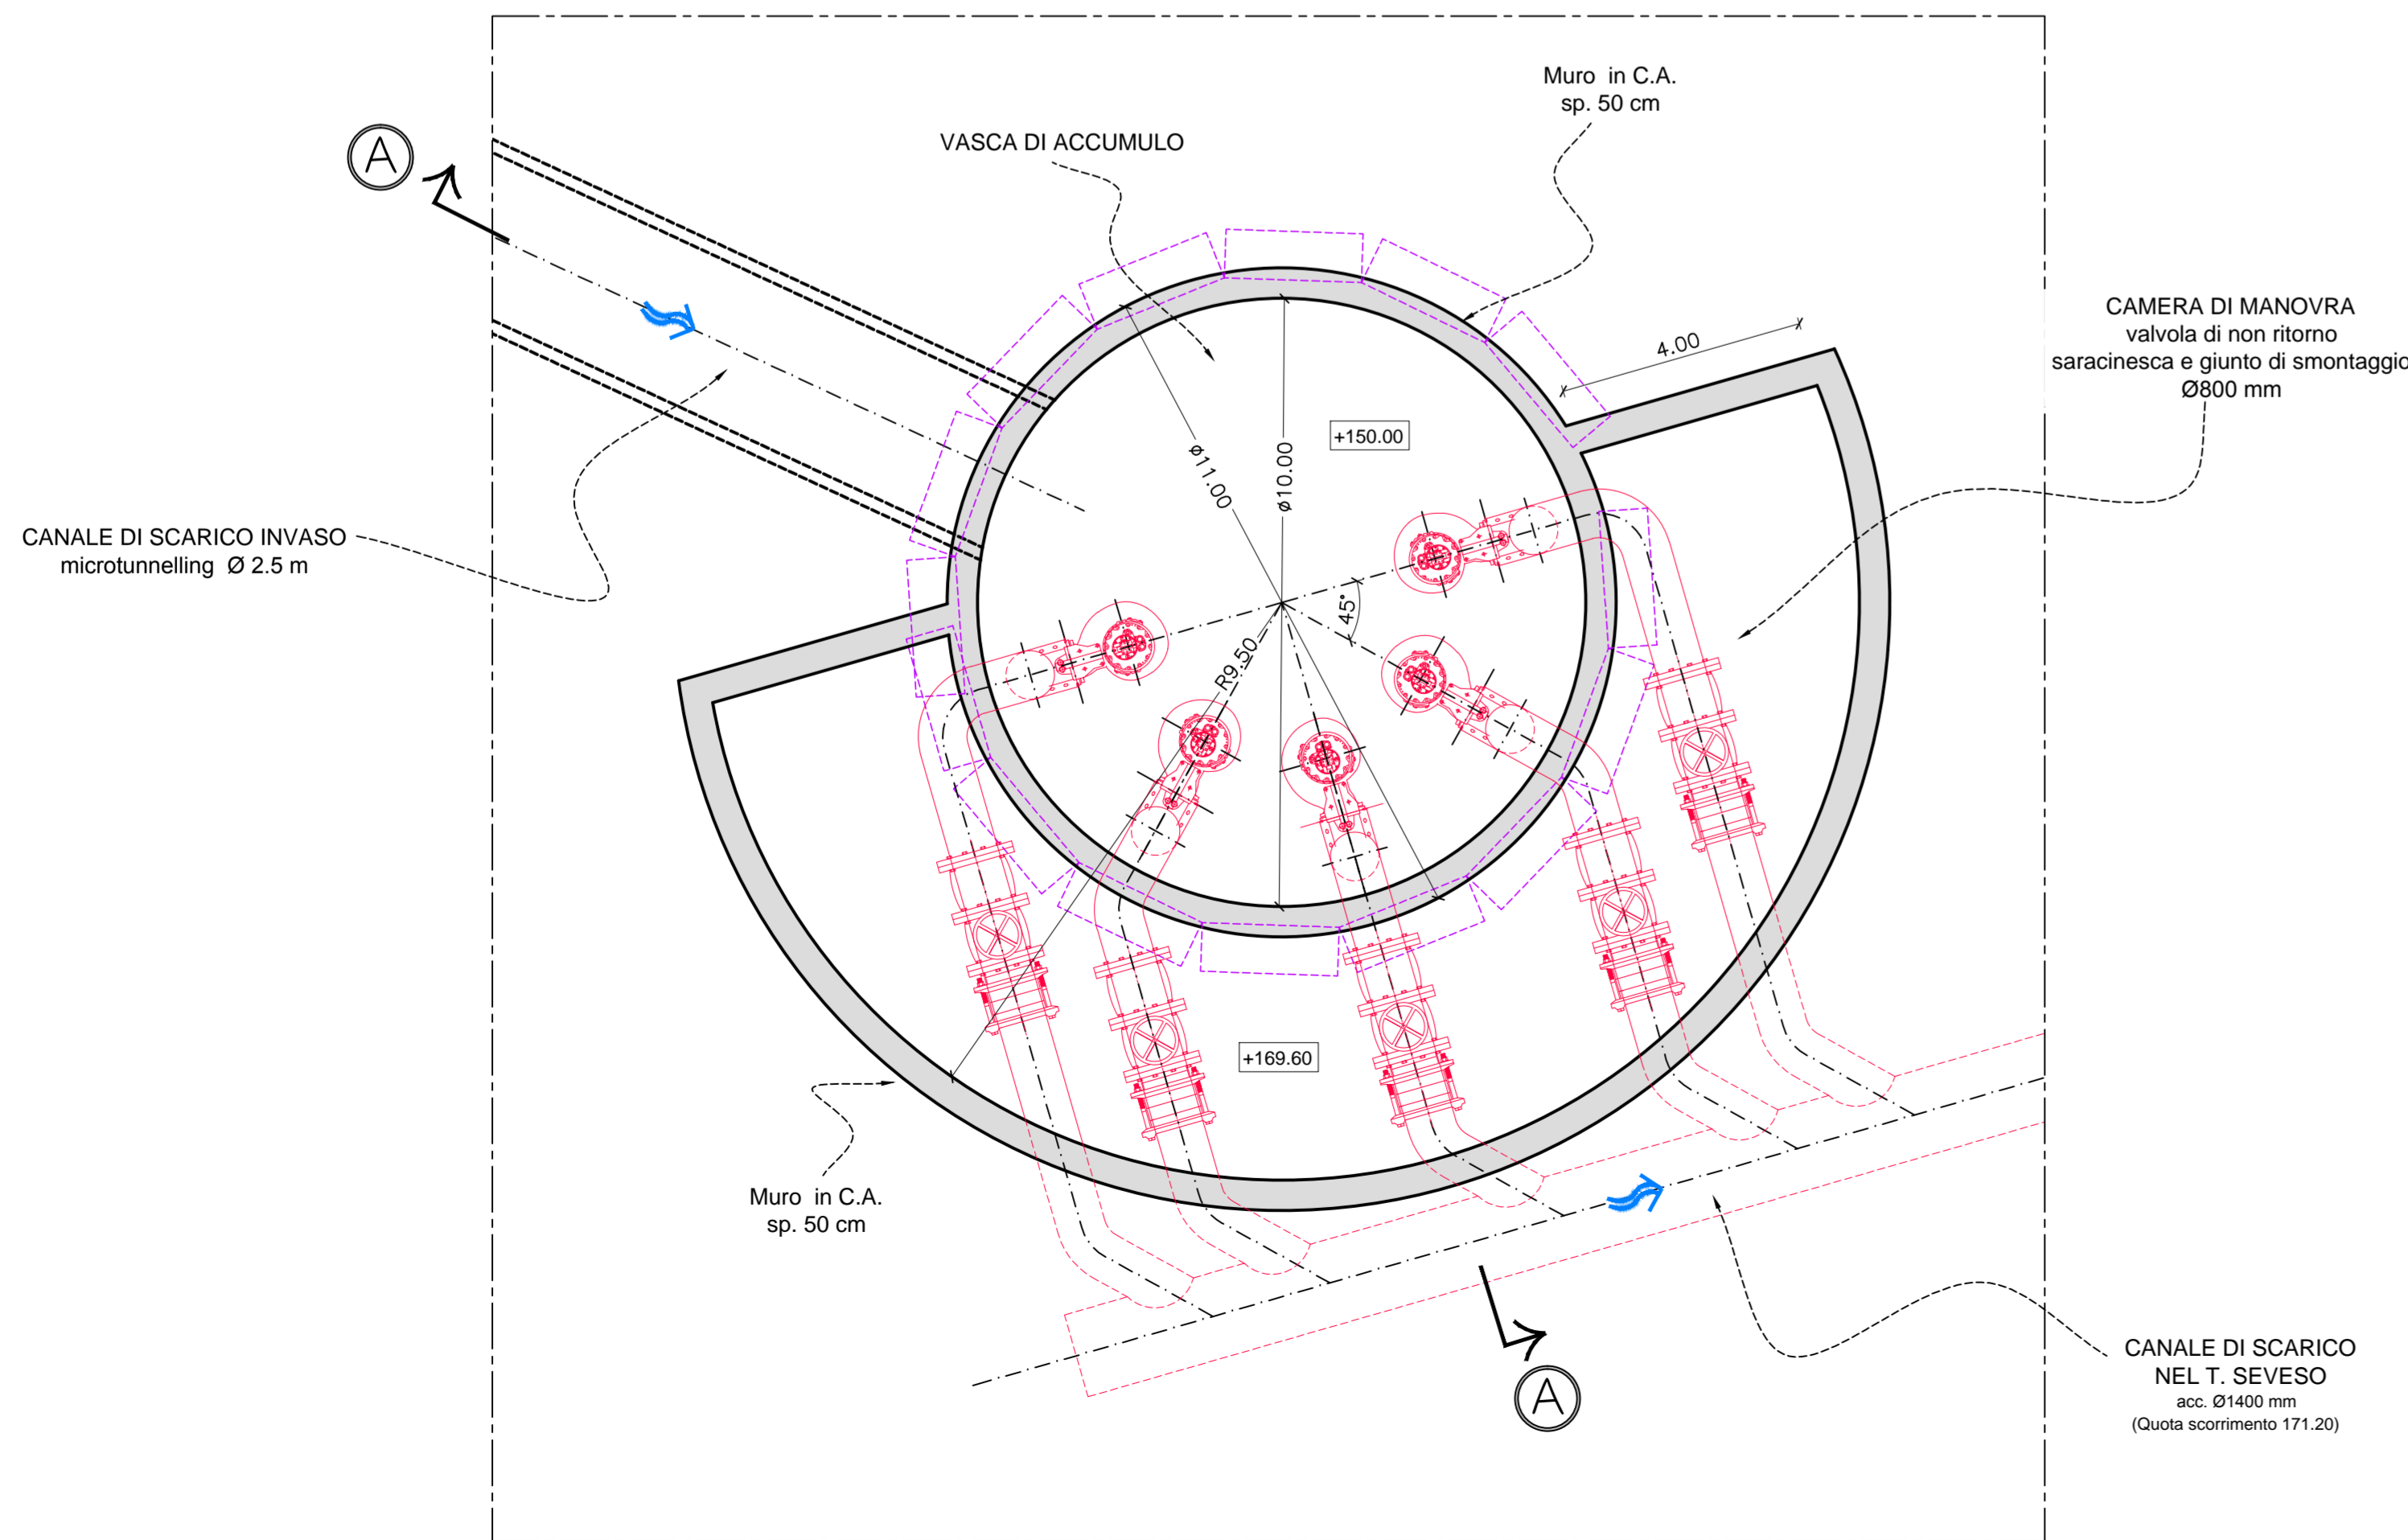 Muro in C.A.
sp. 50 cm
VASCA DI ACCUMULO
A
CAMERA DI MANOVRA
valvola di non ritorno
saracinesca e giunto di smontaggio
Ø800 mm
4.00
+150.00
ø11.00
ø10.00
CANALE DI SCARICO INVASO
microtunnelling Ø 2.5 m
45°
R9.50
+169.60
Muro in C.A.
sp. 50 cm
A
CANALE DI SCARICO
NEL T. SEVESO
acc. Ø1400 mm
(Quota scorrimento 171.20)